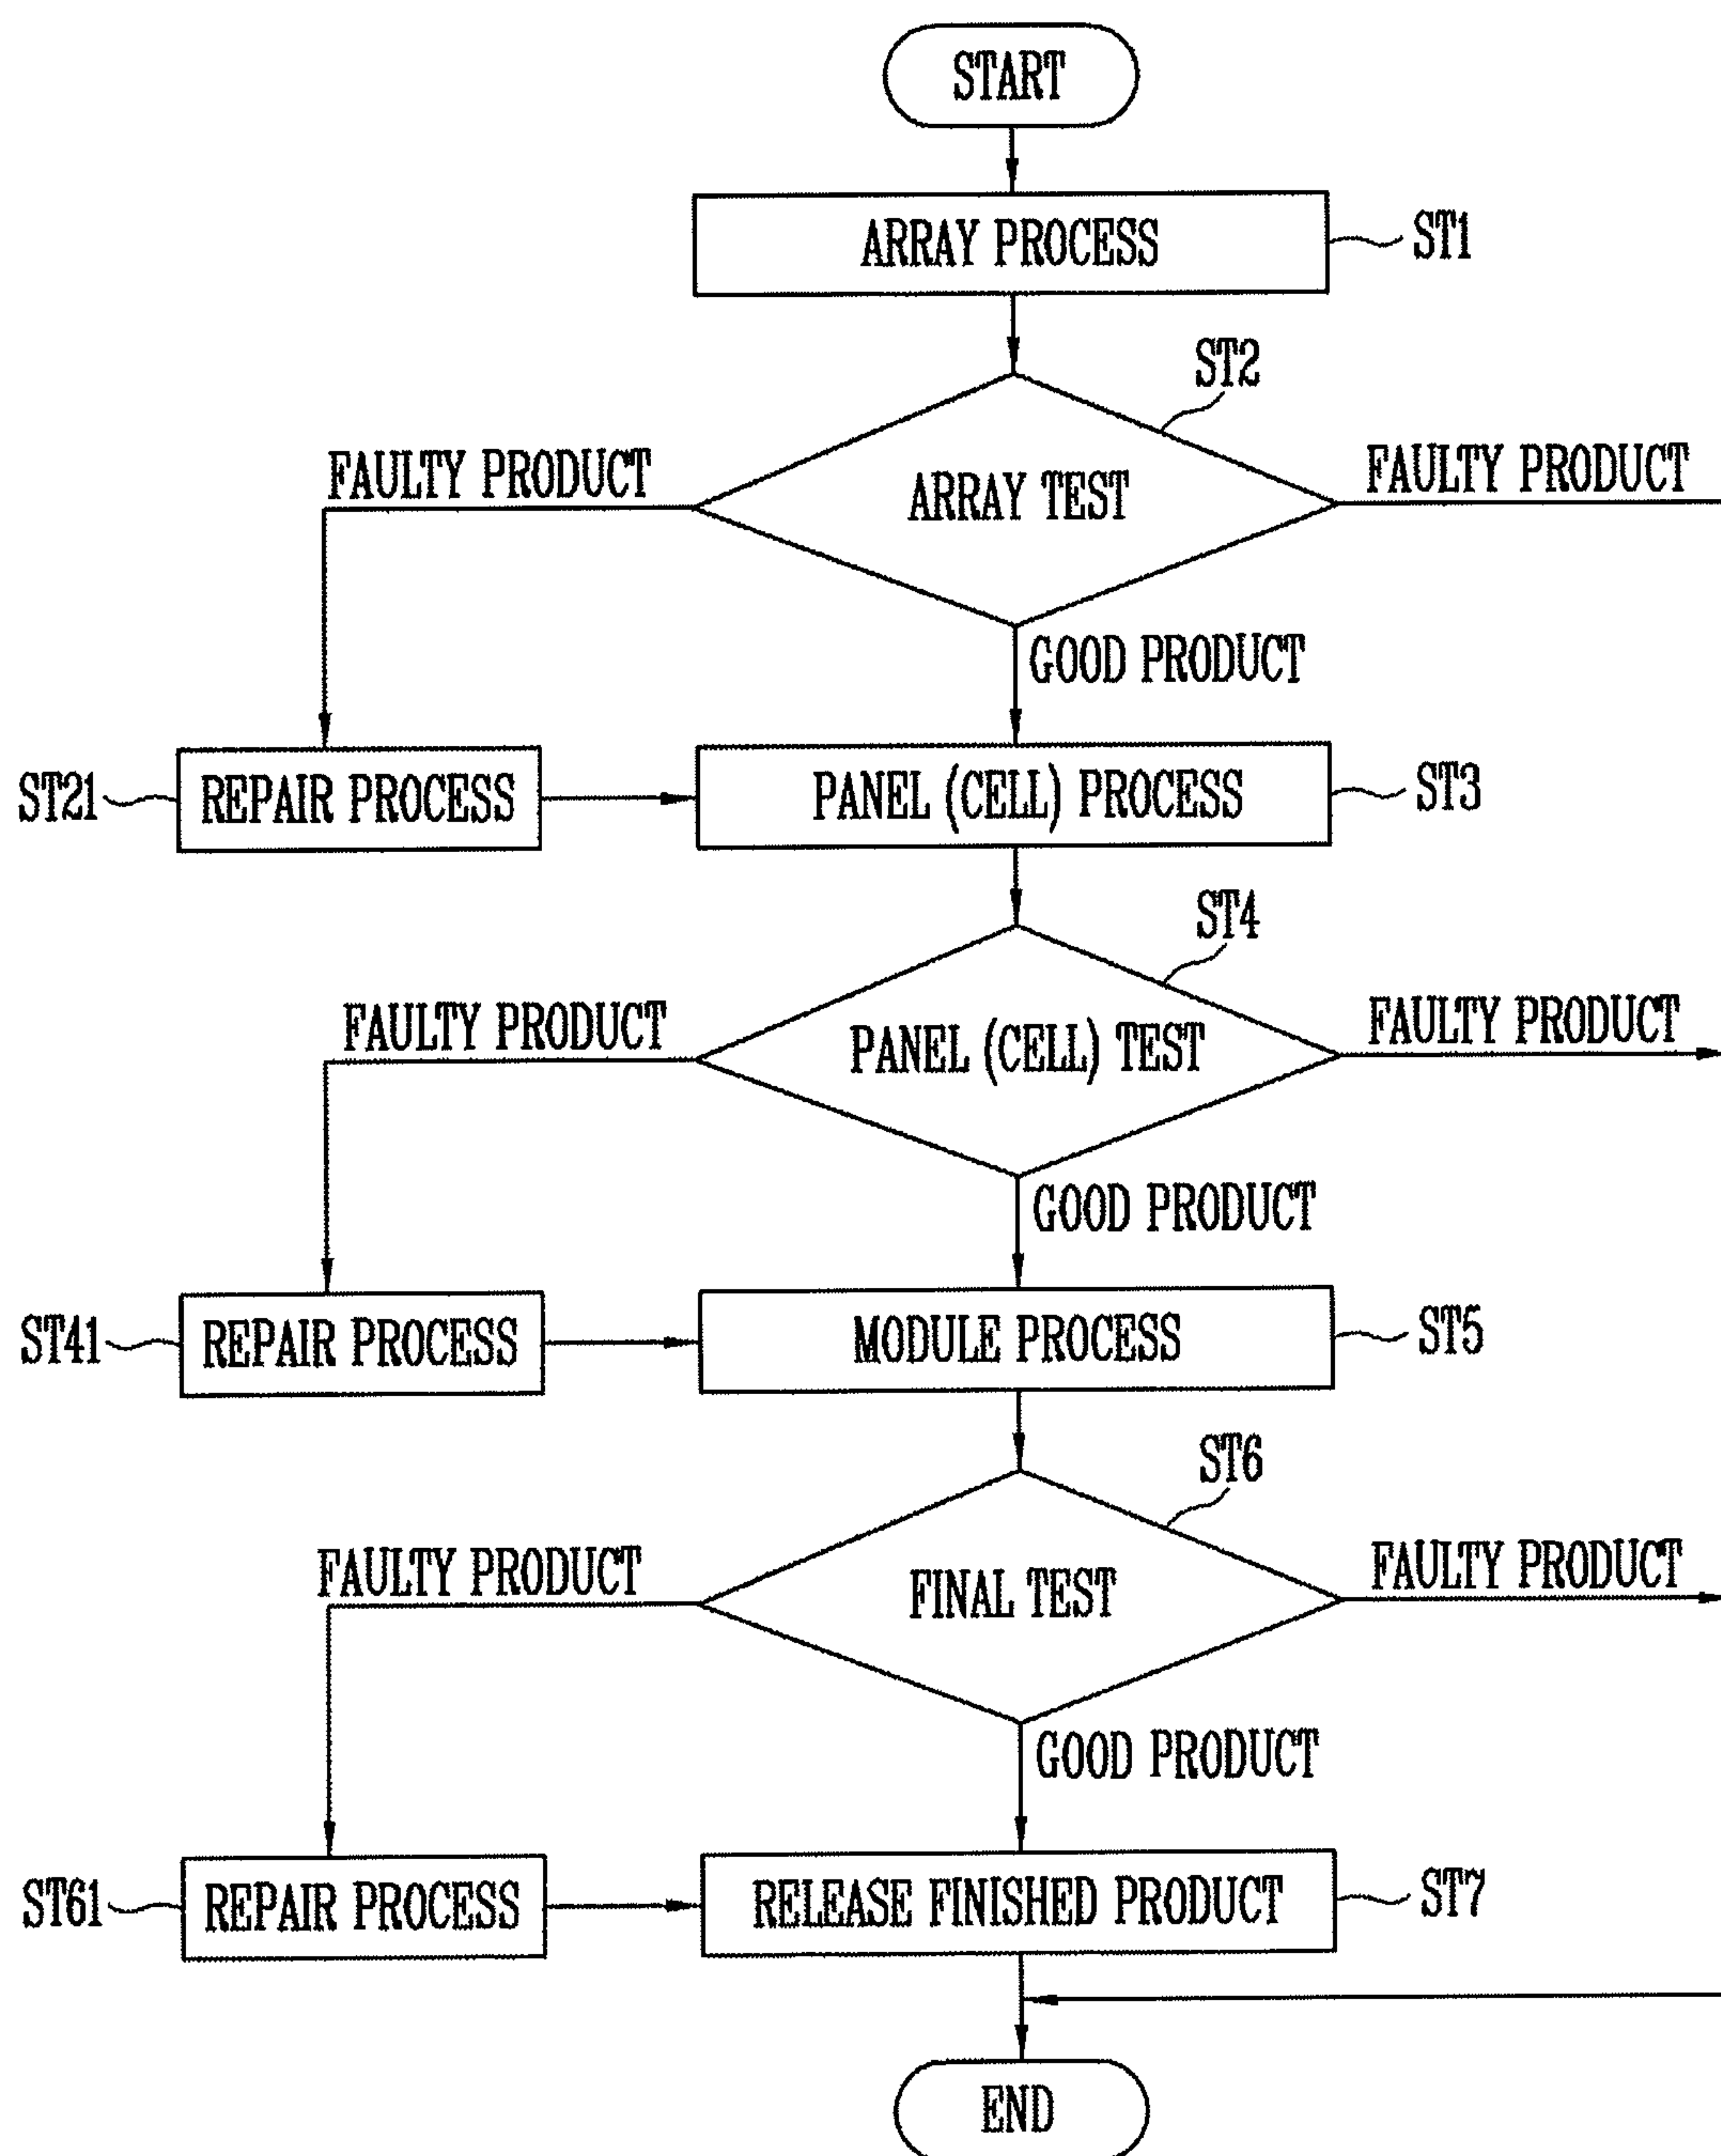 START
ARRAY PROCESS
ST1
ST2
FAULTY PRODUCT
ARRAY TEST
FAULTY PRODUCT
GOOD PRODUCT
ST21
REPAIR PROCESS
PANEL (CELL) PROCESS
ST3
ST4
FAULTY PRODUCT
PANEL (CELL) TEST
FAULTY PRODUCT
GOOD PRODUCT
ST41
REPAIR PROCESS
MODULE PROCESS
ST5
ST6
FAULTY PRODUCT
FINAL TEST
FAULTY PRODUCT
GOOD PRODUCT
ST61
REPAIR PROCESS
RELEASE FINISHED PRODUCT
ST7
END